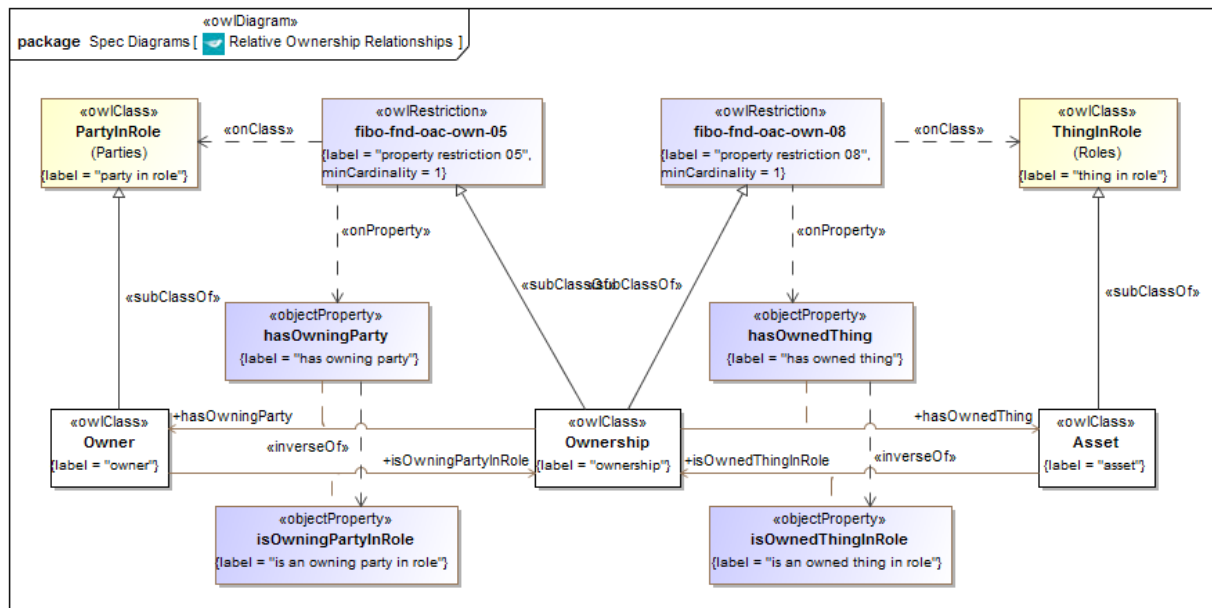 «owlDiagram»
package Spec Diagrams [ Relative Ownership Relationships ]
«owlClass»
PartyInRole
(Parties)
{label = "party in role"}
«onClass»
«owlRestriction»
fibo-fnd-oac-own-05
{label = "property restriction 05",
minCardinality = 1}
«owlRestriction»
fibo-fnd-oac-own-08
{label = "property restriction 08",
minCardinality = 1}
«onClass»
«owlClass»
ThingInRole
(Roles)
{label = "thing in role"}
«onProperty»
«onProperty»
«subClassOf»
«subClassOf»
«subClassOf»
«subClassOf»
«objectProperty»
hasOwningParty
{label = "has owning party"}
«objectProperty»
hasOwnedThing
{label = "has owned thing"}
«owlClass»
Owner
{label = "owner"}
+hasOwningParty
«inverseOf»
+isOwningPartyInRole
«owlClass»
Ownership
{label = "ownership"}
+hasOwnedThing
«inverseOf»
+isOwnedThingInRole
«owlClass»
Asset
{label = "asset"}
«objectProperty»
isOwningPartyInRole
{label = "is an owning party in role"}
«objectProperty»
isOwnedThingInRole
{label = "is an owned thing in role"}